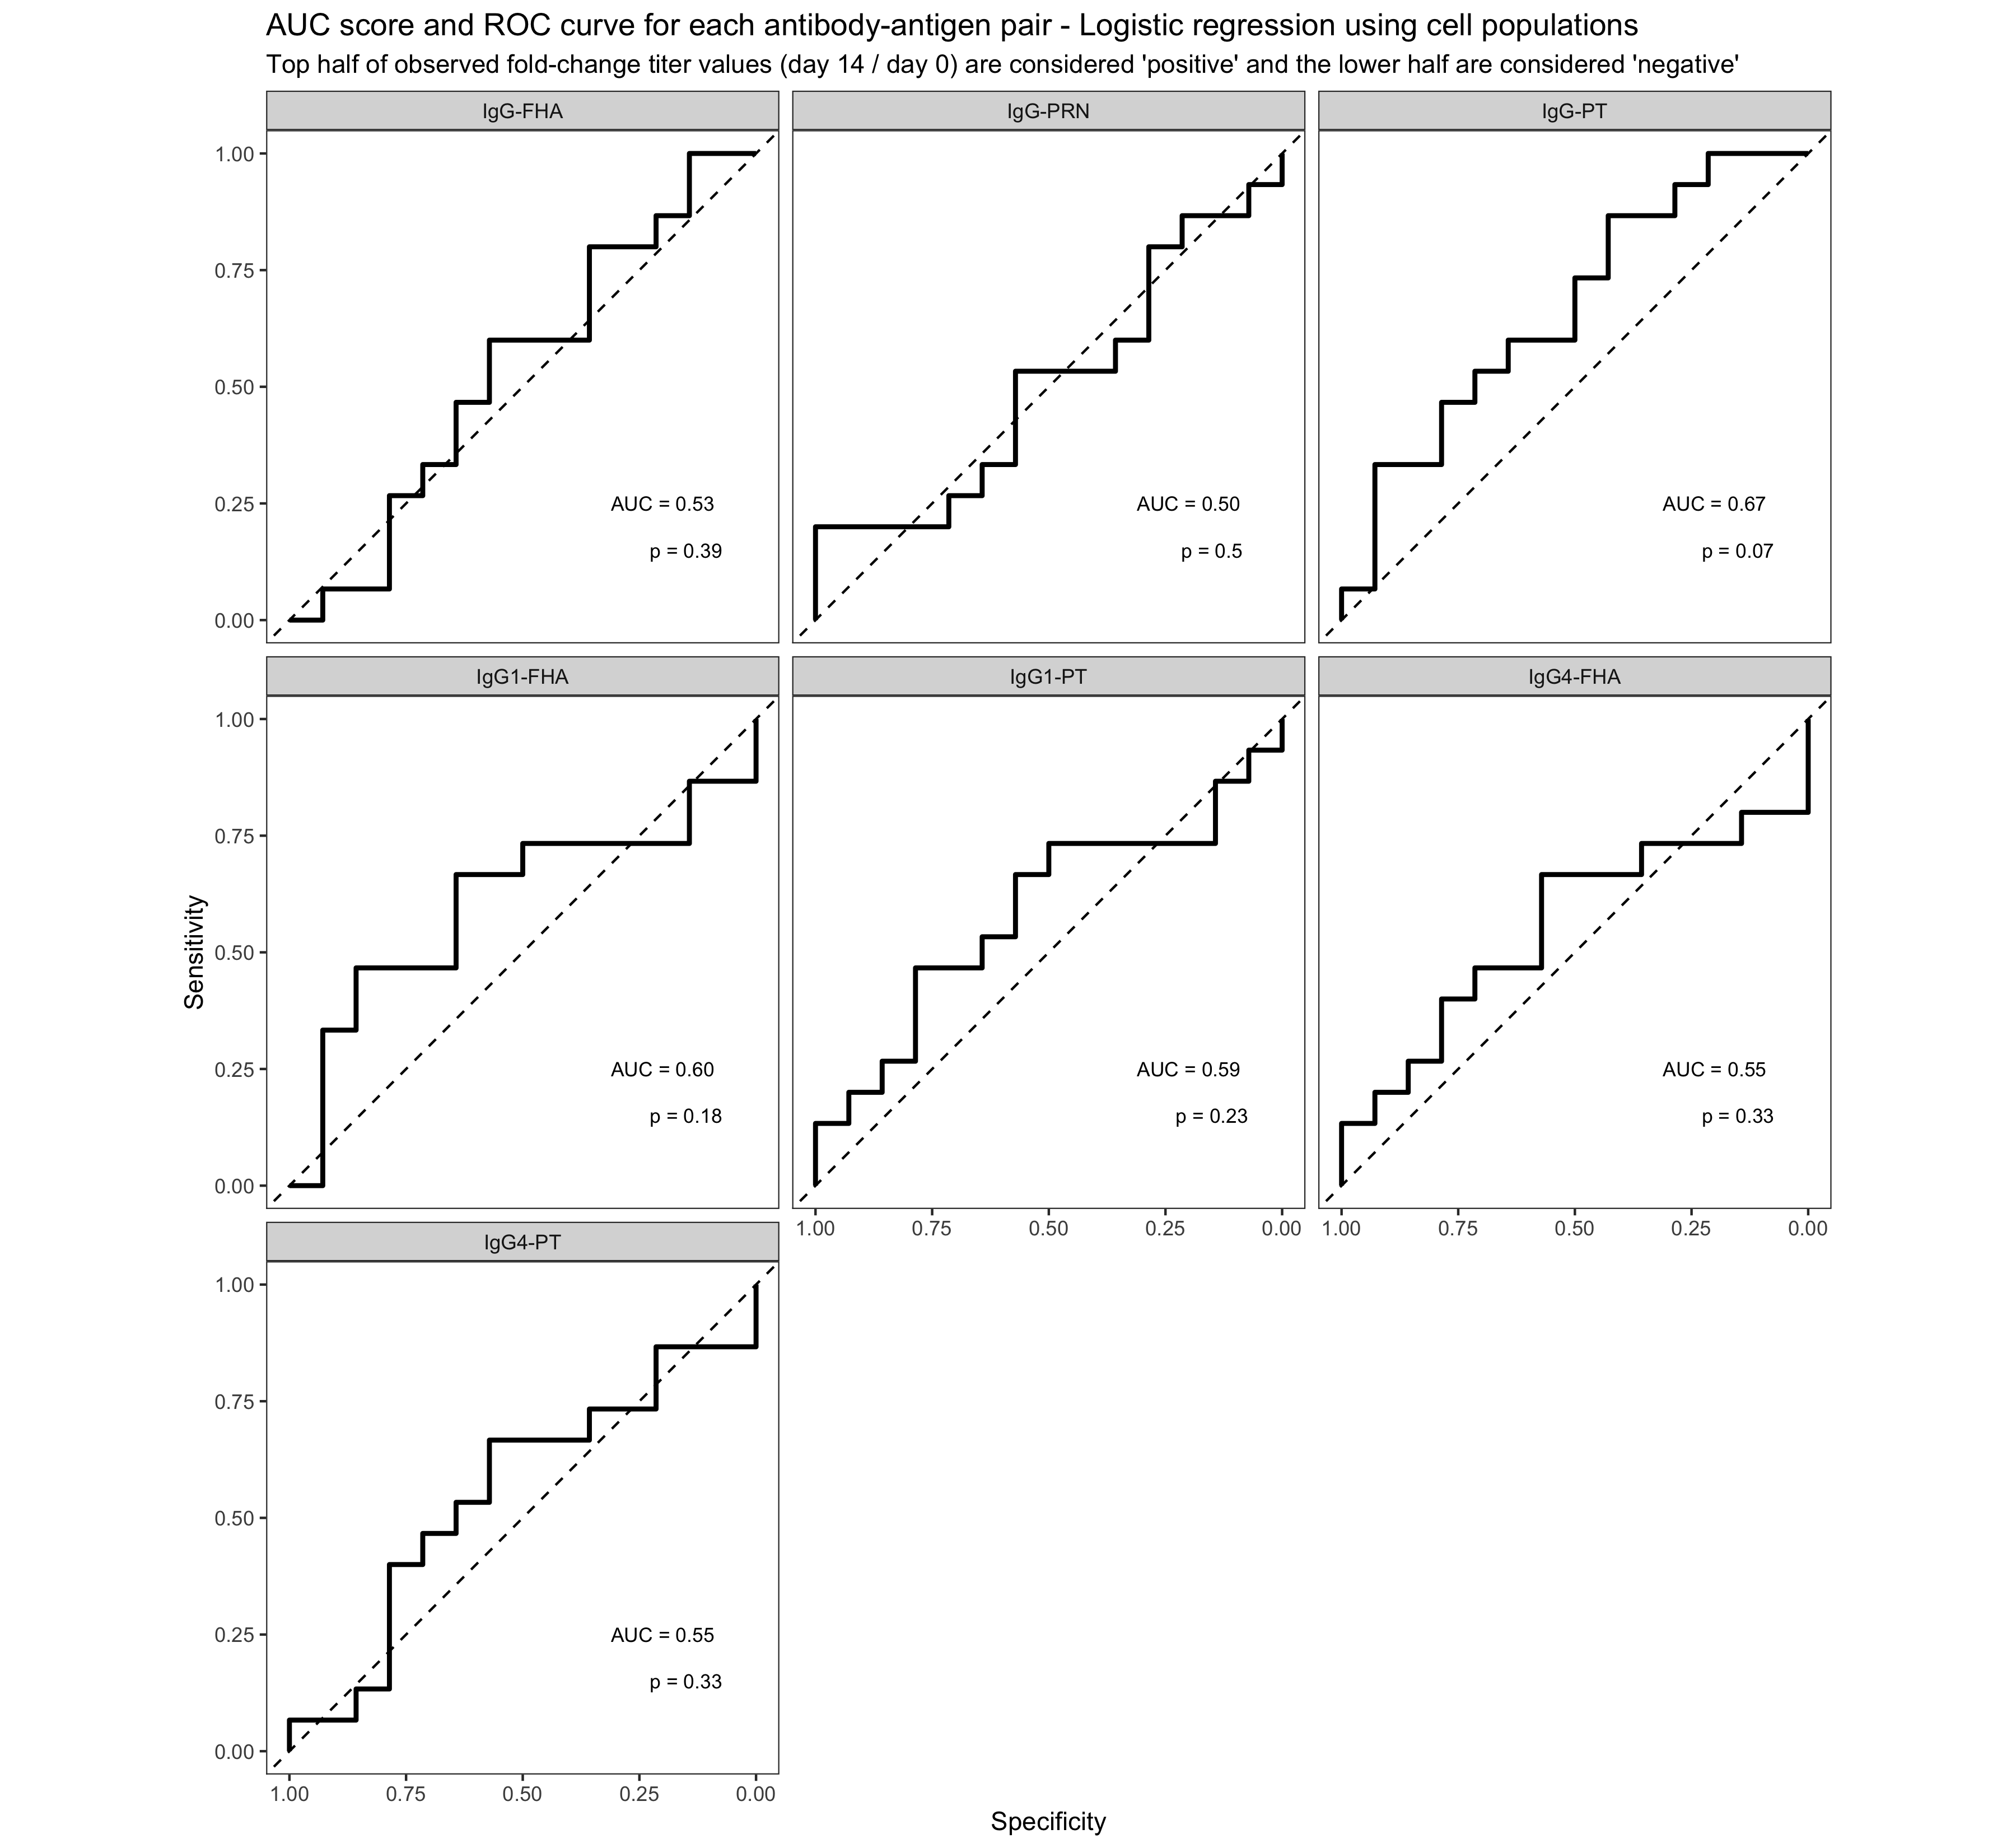 AUC score and ROC curve for each antibody-antigen pair - Logistic regression using cell populations
Top half of observed fold-change titer values (day 14 / day 0) are considered 'positive' and the lower half are considered 'negative'
IgG-FHA
IgG-PRN
IgG-PT
1.00
0.75
0.50
0.25
0.00
AUC = 0.53
p = 0.39
AUC = 0.50
p = 0.5
AUC = 0.67
p = 0.07
IgG1-FHA
IgG1-PT
IgG4-FHA
Sensitivity
1.00
0.75
0.50
0.25
0.00
AUC = 0.60
p = 0.18
AUC = 0.59
p = 0.23
AUC = 0.55
p = 0.33
1.00 0.75 0.50 0.25 0.00
1.00 0.75 0.50 0.25 0.00
IgG4-PT
1.00
0.75
0.50
0.25
0.00
AUC = 0.55
p = 0.33
1.00 0.75 0.50 0.25 0.00
Specificity